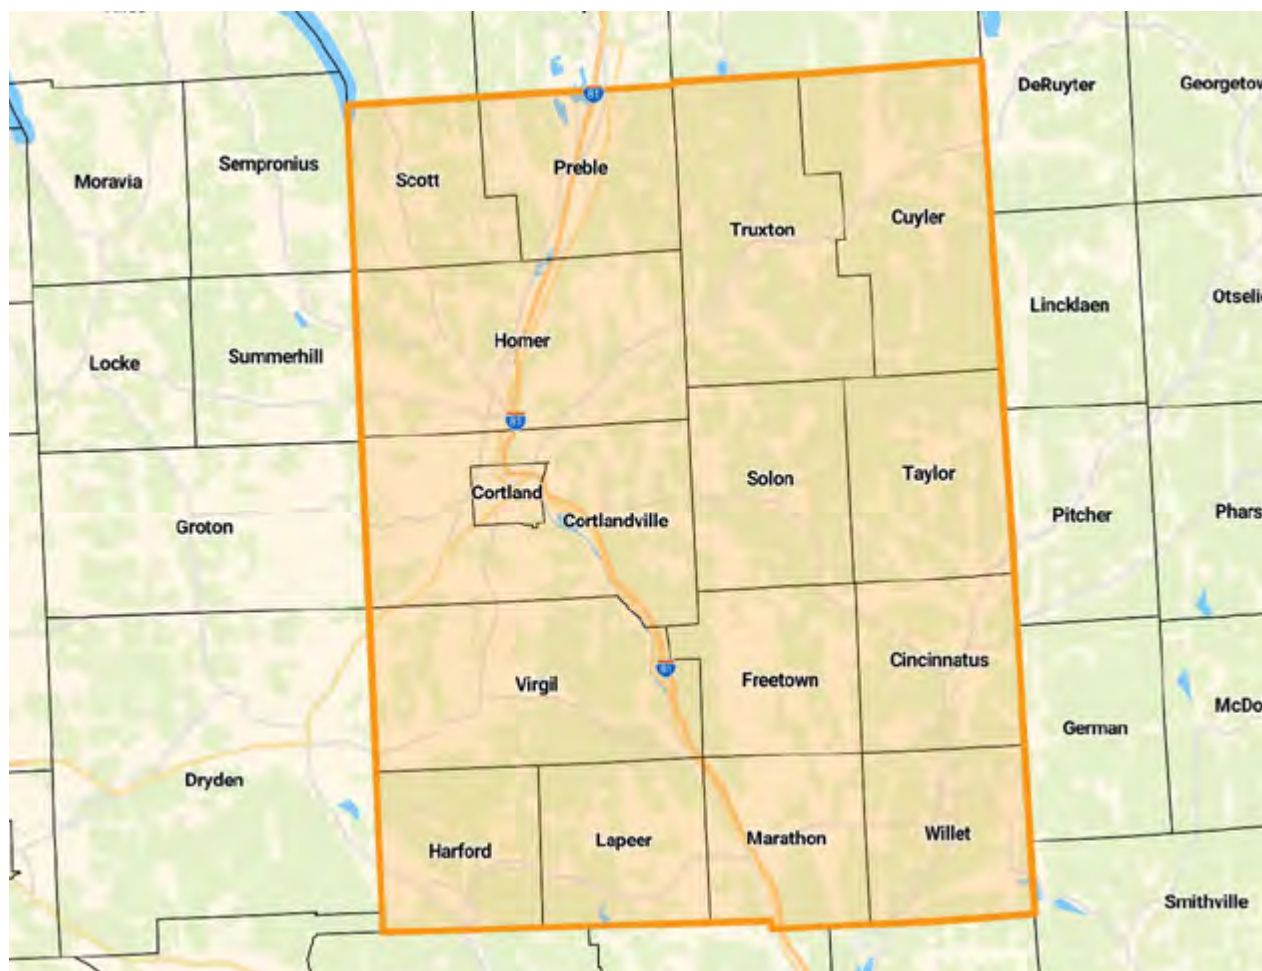 DeRuyter
Georgetow
81
Sempronius
Preble
Moravia
Scott
Cuyler
Truxton
Otselic
Lincklaen
Homer
Summerhill
Locke
81
Taylor
Solon
Cortland
Pitcher
Phars
Cortlandville
Groton
Cincinnatus
81
Freetown
Virgil
McDo
German
Dryden
Willet
Marathon
Lapeer
Harford
Smithville